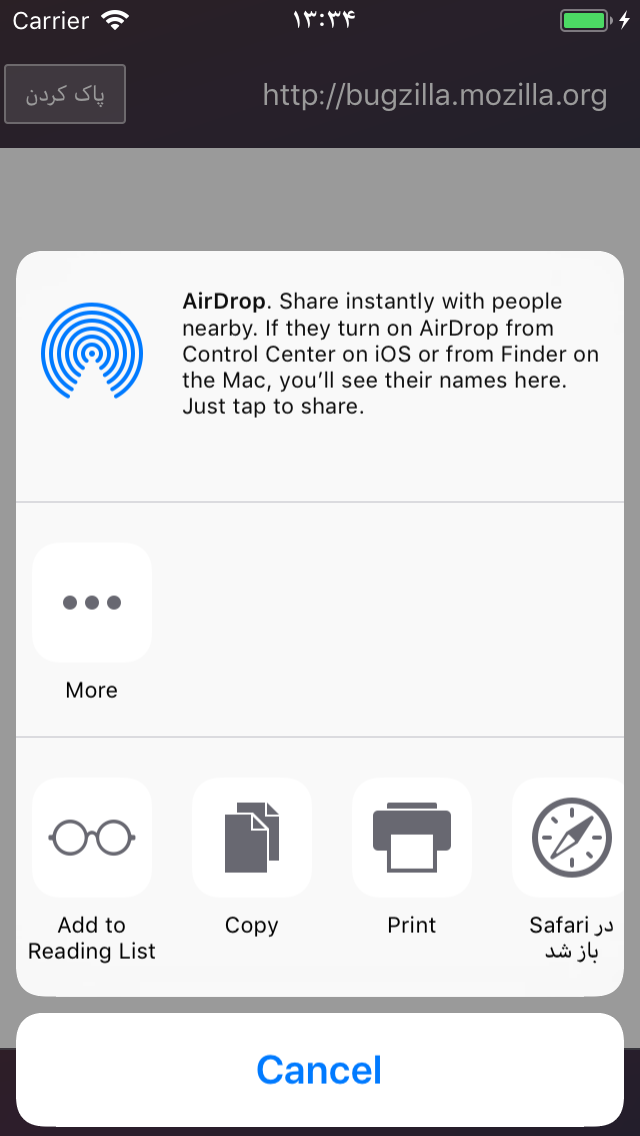 Carrier ۱۳:۳۴
پاک کردن
http://bugzilla.mozilla.org
AirDrop. Share instantly with people
nearby. If they turn on AirDrop from
Control Center on iOS or from Finder on
the Mac, you’ll see their names here.
Just tap to share.
More
Add to
Reading List
Copy
Print
در Safari
باز شد
Cancel